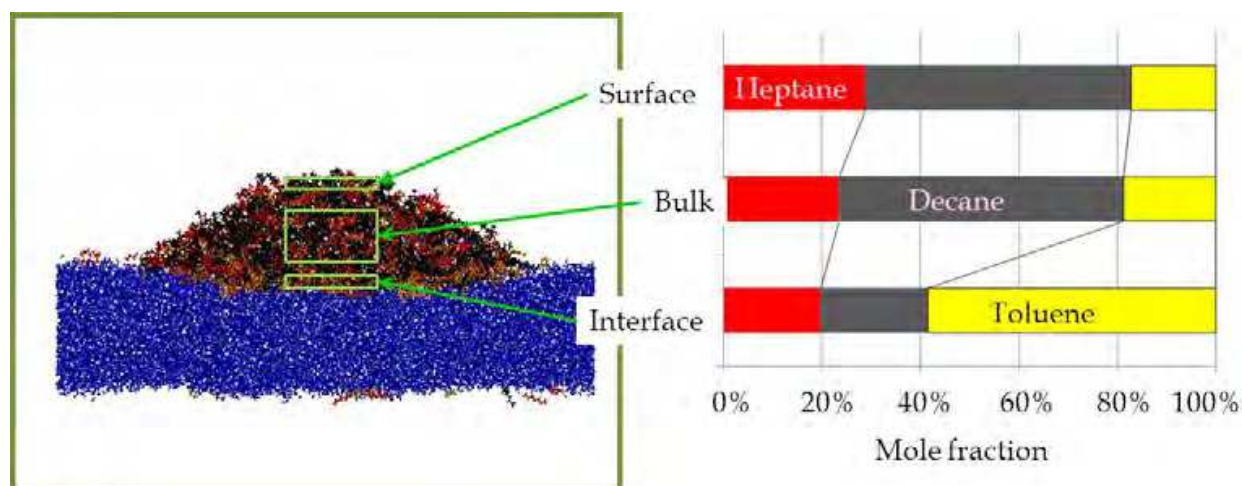 Surface
Bulk
Interface
Heptane
Decane
Toluene
0% 20% 40% 60% 80% 100%
Mole fraction